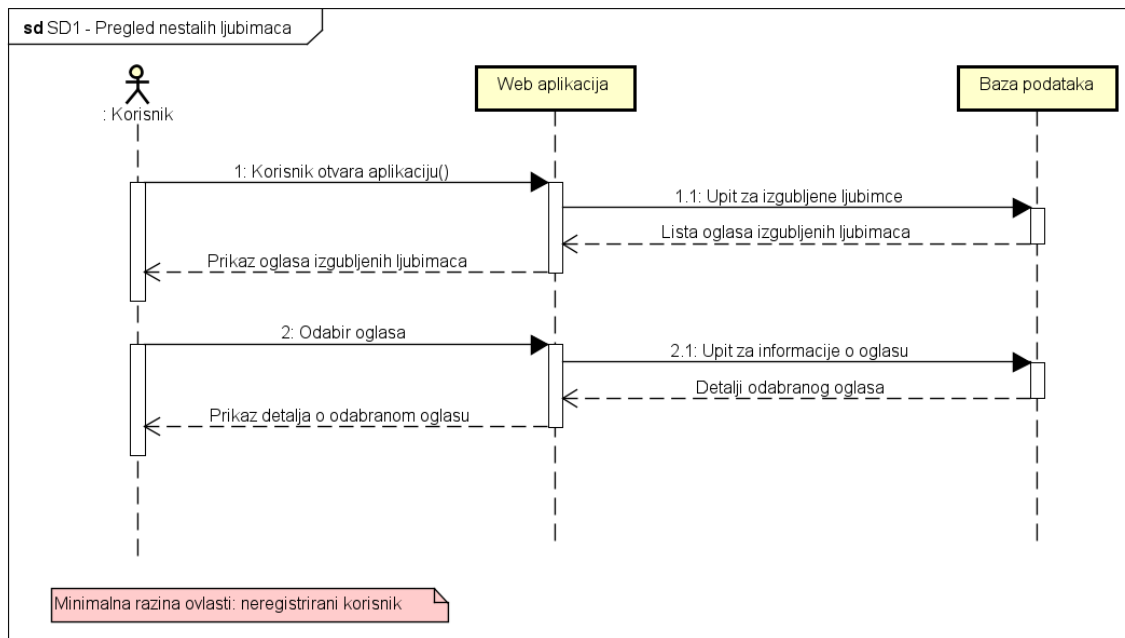 sd SD1 - Pregled nestalih ljubimaca
: Korisnik
Web aplikacija
Baza podataka
1: Korisnik otvara aplikaciju()
1.1: Upit za izgubljene ljubimce
Lista oglasa izgubljenih ljubimaca
Prikaz oglasa izgubljenih ljubimaca
2: Odabir oglasa
2.1: Upit za informacije o oglasu
Detalji odabranog oglasa
Prikaz detalja o odabranom oglasu
Minimalna razina ovlasti: neregistrirani korisnik